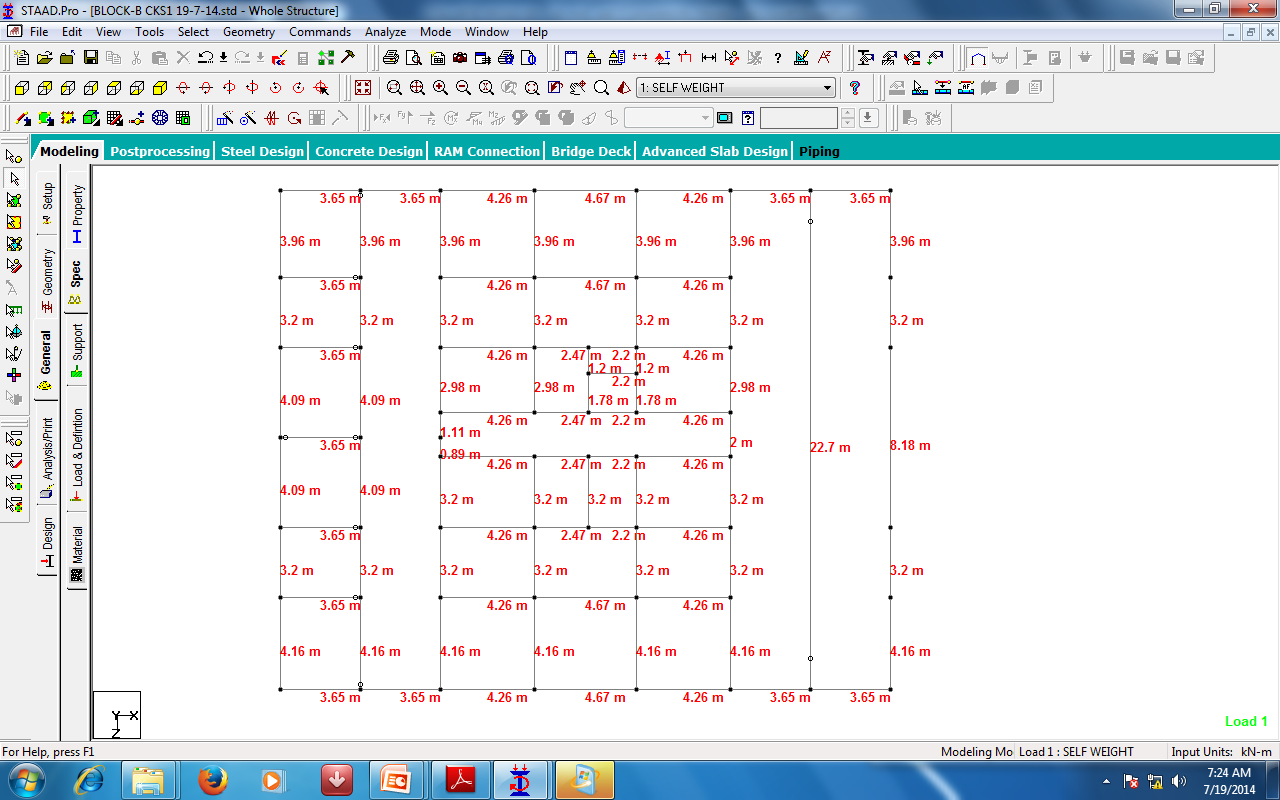 STAAD.Pro - [BLOCK-B CKS1 19-7-14.std - Whole Structure]
File Edit View Tools Select Geometry Commands Analyze Mode Window Help
1: SELF WEIGHT
Modeling Postprocessing Steel Design Concrete Design RAM Connection Bridge Deck Advanced Slab Design Piping
Setup
Geometry
General
Analysis/Print
Design
Property
Spec
Support
Load & Defintion
Material
3.65 m 3.65 m 4.26 m 4.67 m 4.26 m 3.65 m 3.65 m
3.96 m 3.96 m 3.96 m 3.96 m 3.96 m 3.96 m 3.96 m
3.65 m 4.26 m 4.67 m 4.26 m
3.2 m 3.2 m 3.2 m 3.2 m 3.2 m 3.2 m 3.2 m
3.65 m 4.26 m 2.47 m 2.2 m 4.26 m
1.2 m 1.2 m
2.2 m
2.98 m 2.98 m 2.98 m
4.09 m 4.09 m 1.78 m 1.78 m
4.26 m 2.47 m 2.2 m 4.26 m
1.11 m
3.65 m 2 m 22.7 m 8.18 m
0.89 m
4.26 m 2.47 m 2.2 m 4.26 m
4.09 m 4.09 m 3.2 m 3.2 m 3.2 m 3.2 m 3.2 m
3.65 m 4.26 m 2.47 m 2.2 m 4.26 m
3.2 m 3.2 m 3.2 m 3.2 m 3.2 m 3.2 m 3.2 m
3.65 m 4.26 m 4.67 m 4.26 m
4.16 m 4.16 m 4.16 m 4.16 m 4.16 m 4.16 m 4.16 m
3.65 m 3.65 m 4.26 m 4.67 m 4.26 m 3.65 m 3.65 m
Y X
Z
Load 1
For Help, press F1 Modeling Mo Load 1 : SELF WEIGHT Input Units: kN-m
7:24 AM
7/19/2014